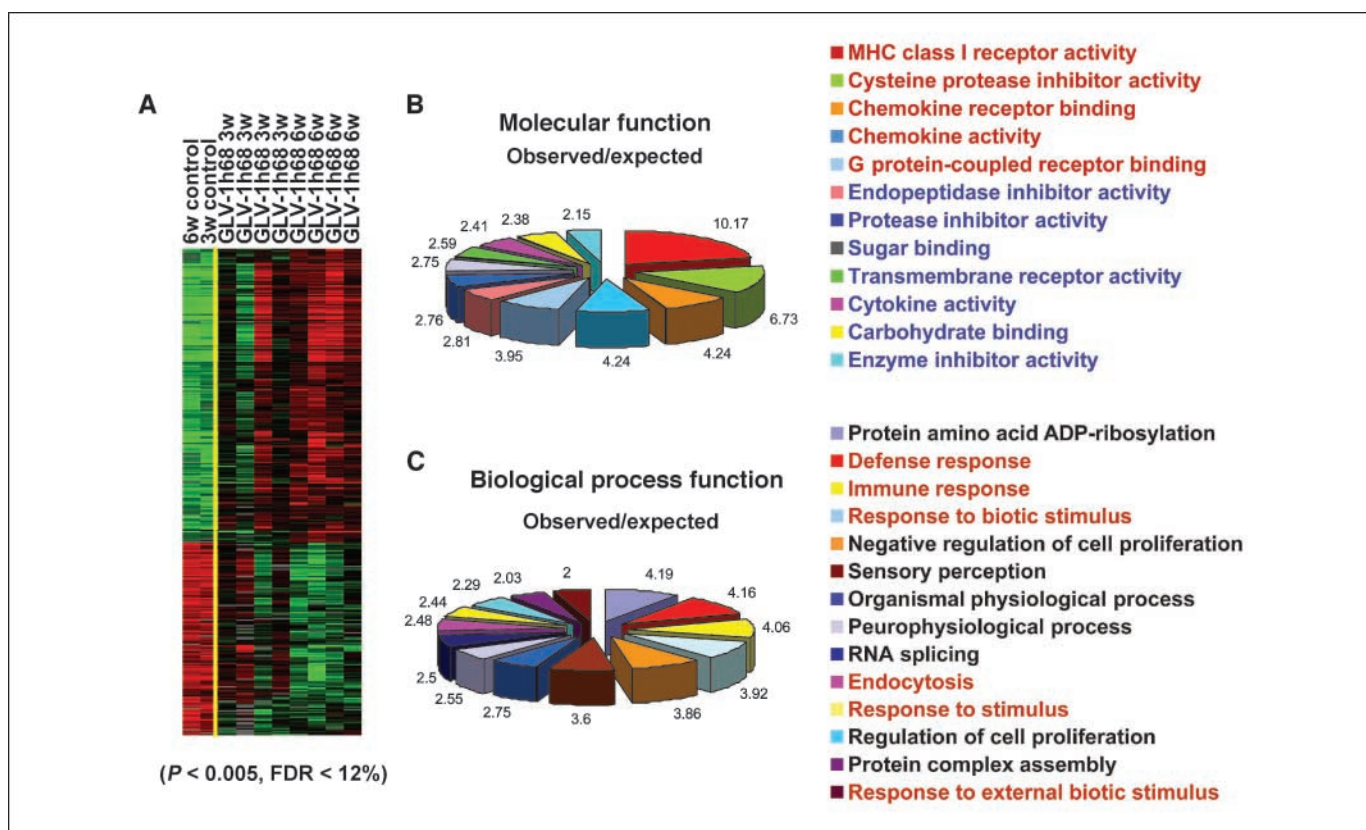 A
6w control
3w control
GLV-1h68 3w
GLV-1h68 3w
GLV-1h68 3w
GLV-1h68 3w
GLV-1h68 6w
GLV-1h68 6w
GLV-1h68 6w
GLV-1h68 6w
(P < 0.005, FDR < 12%)
B
Molecular function
Observed/expected
10.17
6.73
4.24
4.24
3.95
2.81
2.76
2.75
2.59
2.41
2.38
2.15
MHC class I receptor activity
Cysteine protease inhibitor activity
Chemokine receptor binding
Chemokine activity
G protein-coupled receptor binding
Endopeptidase inhibitor activity
Protease inhibitor activity
Sugar binding
Transmembrane receptor activity
Cytokine activity
Carbohydrate binding
Enzyme inhibitor activity
C
Biological process function
Observed/expected
4.19
4.16
4.06
3.92
3.86
3.6
2.75
2.55
2.5
2.48
2.44
2.29
2.03
2
Protein amino acid ADP-ribosylation
Defense response
Immune response
Response to biotic stimulus
Negative regulation of cell proliferation
Sensory perception
Organismal physiological process
Peurophysiological process
RNA splicing
Endocytosis
Response to stimulus
Regulation of cell proliferation
Protein complex assembly
Response to external biotic stimulus